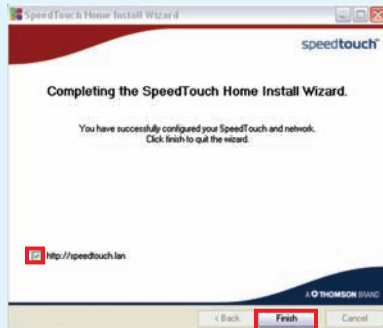 SpeedTouch Home Install Wizard
speedtouch™
Completing the SpeedTouch Home Install Wizard.
You have successfully configured your SpeedTouch and network.
Click finish to quit the wizard.
http://speedtouch.lan
A THOMSON BRAND
< Back
Finish
Cancel